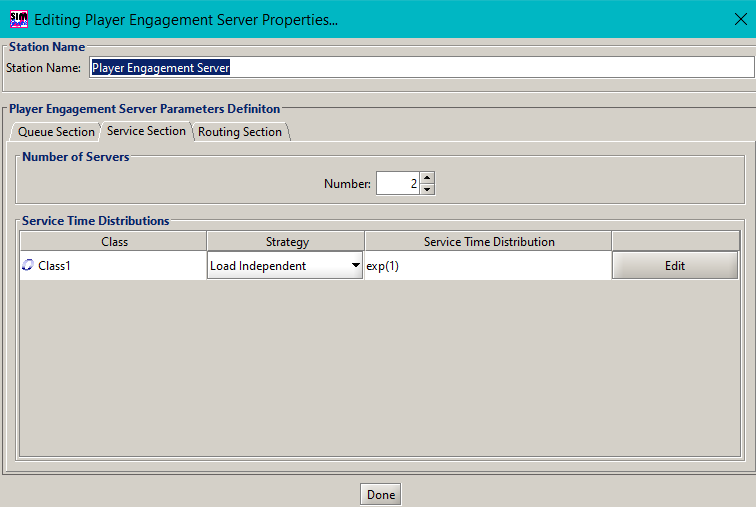 SIM
Editing Player Engagement Server Properties...
Station Name
Station Name: Player Engagement Server
Player Engagement Server Parameters Definiton
Queue Section Service Section Routing Section
Number of Servers
Number: 2
Service Time Distributions
Class Strategy Service Time Distribution
Class1 Load Independent exp(1) Edit
Done